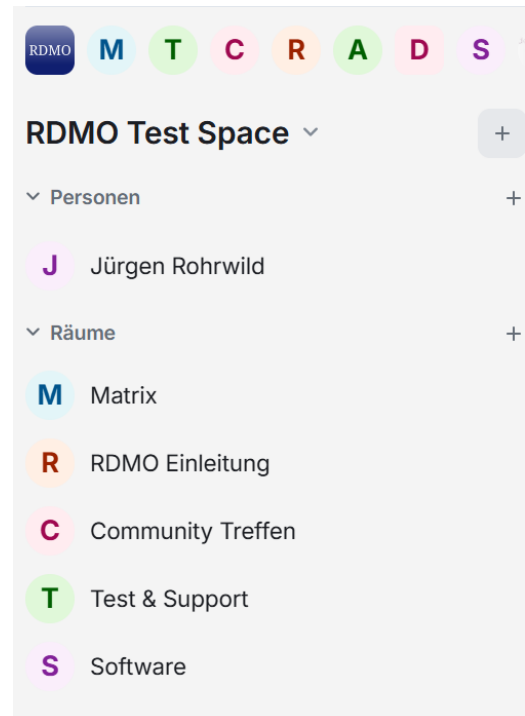 RDMO M T C R A D S
RDMO Test Space
Personen
J Jürgen Rohrwild
Räume
M Matrix
R RDMO Einleitung
C Community Treffen
T Test & Support
S Software